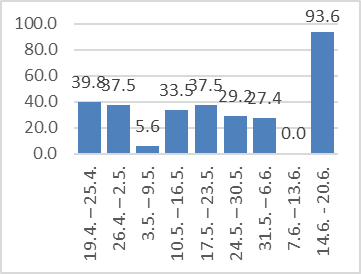 100.0
80.0
60.0
40.0
20.0
0.0
39.8
37.5
5.6
33.5
37.5
29.2
27.4
0.0
93.6
19.4. – 25.4.
26.4. – 2.5.
3.5. – 9.5.
10.5. – 16.5.
17.5. – 23.5.
24.5. – 30.5.
31.5. – 6.6.
7.6. – 13.6.
14.6. - 20.6.